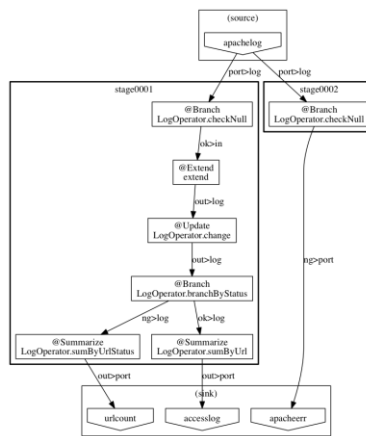 (source)
apachelog
port>log
port>log
stage0001
stage0002
@Branch
LogOperator.checkNull
@Branch
LogOperator.checkNull
ok>in
@Extend
extend
out>log
@Update
LogOperator.change
out>log
ng>port
@Branch
LogOperator.branchByStatus
ng>log
ok>log
@Summarize
LogOperator.sumByUrlStatus
@Summarize
LogOperator.sumByUrl
out>port
out>port
(sink)
urlcount
accesslog
apacheerr